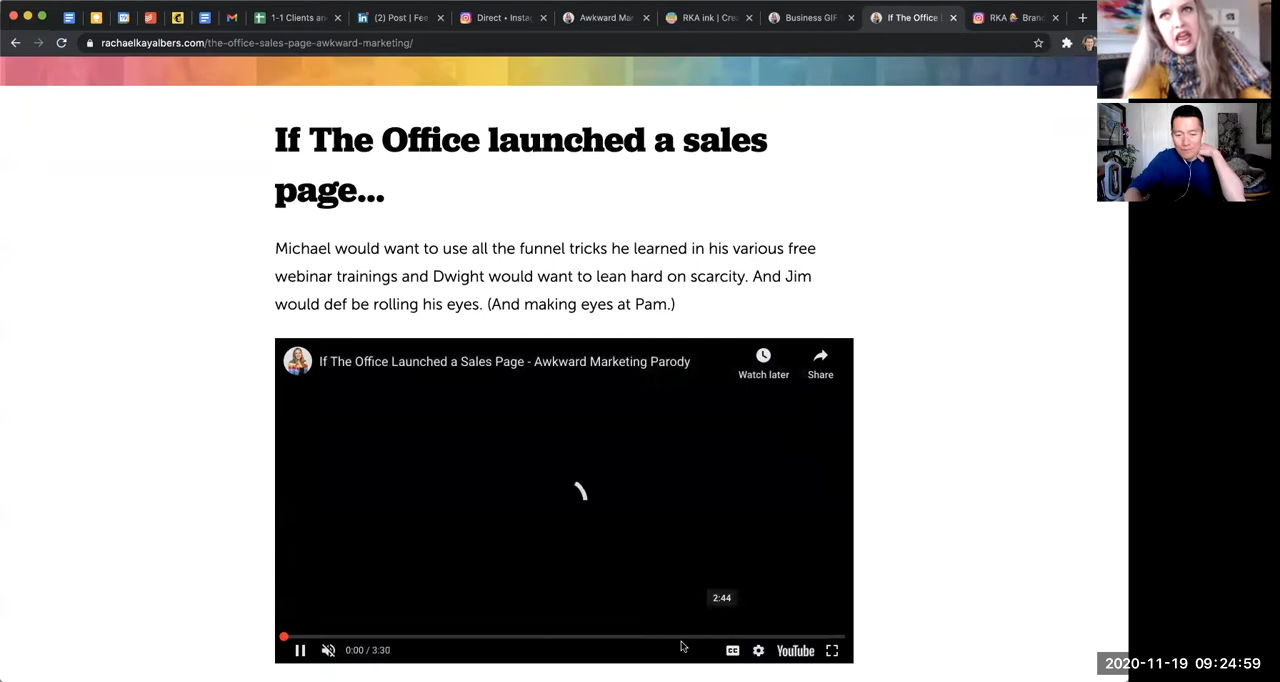 1-1 Clients an
(2) Post | Fee
Direct • Insta
Awkward Mar
RKA ink | Cre
Business GIF
If The Office
RKA Bran
rachaelkayalbers.com/the-office-sales-page-awkward-marketing/
If The Office launched a sales
page...
Michael would want to use all the funnel tricks he learned in his various free
webinar trainings and Dwight would want to lean hard on scarcity. And Jim
would def be rolling his eyes. (And making eyes at Pam.)
If The Office Launched a Sales Page - Awkward Marketing Parody
Watch later
Share
2:44
0:00 / 3:30
CC
YouTube
2020-11-19 09:24:59